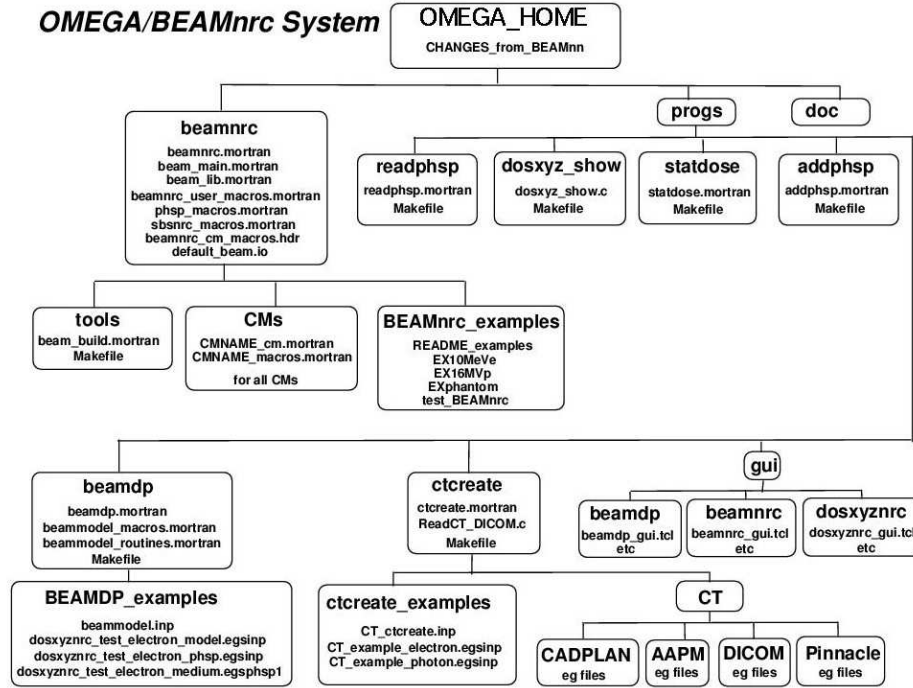 OMEGA/BEAMnrc System
OMEGA_HOME
CHANGES_from_BEAMnn
beamnrc
beamnrc.mortran
beam_main.mortran
beam_lib.mortran
beamnrc_user_macros.mortran
phsp_macros.mortran
sbsnrc_macros.mortran
beamnrc_cm_macros.hdr
default_beam.io
progs
doc
readphsp
readphsp.mortran
Makefile
dosxyz_show
dosxyz_show.c
Makefile
statdose
statdose.mortran
Makefile
addphsp
addphsp.mortran
Makefile
tools
beam_build.mortran
Makefile
CMs
CMNAME_cm.mortran
CMNAME_macros.mortran
for all CMs
BEAMnrc_examples
README_examples
EX10MeVe
EX16MVp
EXphantom
test_BEAMnrc
beamdp
beamdp.mortran
beammodel_macros.mortran
beammodel_routines.mortran
Makefile
ctcreate
ctcreate.mortran
ReadCT_DICOM.c
Makefile
gui
beamdp
beamdp_gui.tcl
etc
beamnrc
beamnrc_gui.tcl
etc
dosxyznrc
dosxyznrc_gui.tcl
etc
BEAMDP_examples
beammodel.inp
dosxyznrc_test_electron_model.egsinp
dosxyznrc_test_electron_phsp.egsinp
dosxyznrc_test_electron_medium.egsphsp1
ctcreate_examples
CT_ctcreate.inp
CT_example_electron.egsinp
CT_example_photon.egsinp
CT
CADPLAN
eg files
AAPM
eg files
DICOM
eg files
Pinnacle
eg files